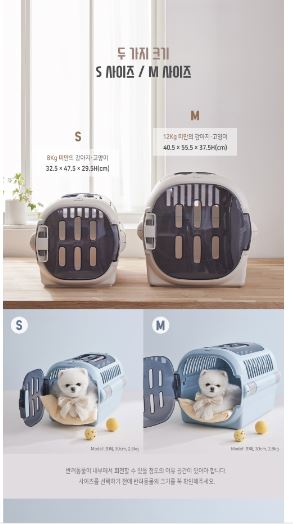 두 가지 크기
S 사이즈 / M 사이즈
S
8Kg 미만의 강아지·고양이
32.5 × 47.5 × 29.5H(cm)
M
12Kg 미만의 강아지·고양이
40.5 × 55.5 × 37.5H(cm)
S
M
반려동물이 내부에서 회전할 수 있을 정도의 여유 공간이 있어야 합니다.
사이즈를 선택하기 전에 반려동물의 크기를 꼭 확인해주세요.